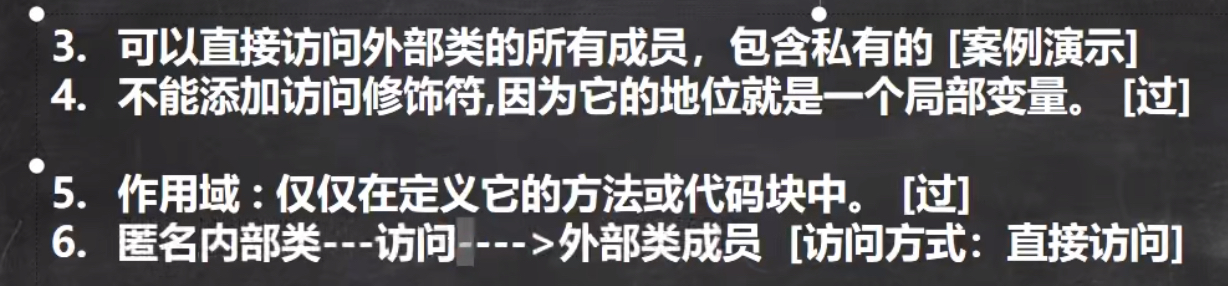 3. 可以直接访问外部类的所有成员，包含私有的 [案例演示]
4. 不能添加访问修饰符,因为它的地位就是一个局部变量。 [过]
5. 作用域 : 仅仅在定义它的方法或代码块中。 [过]
6. 匿名内部类---访问---->外部类成员 [访问方式：直接访问]